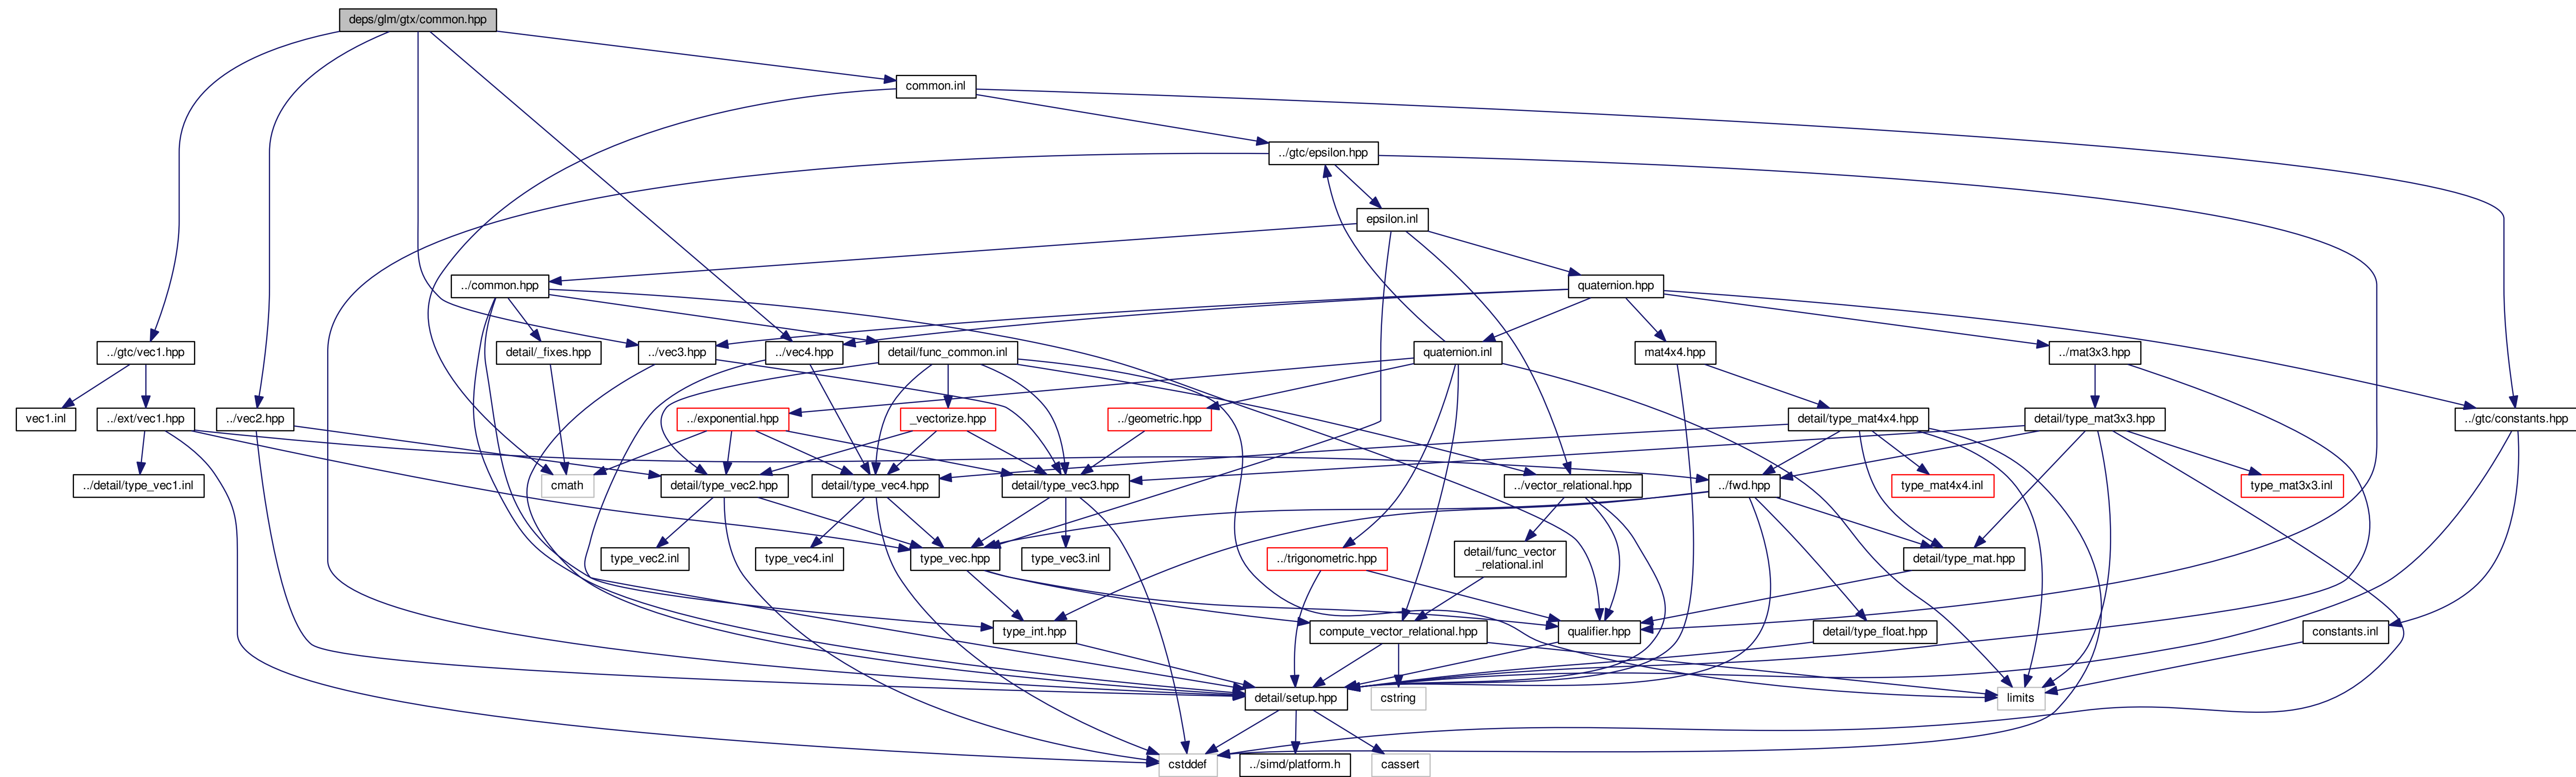 deps/glm/gtx/common.hpp
common.inl
../gtc/epsilon.hpp
epsilon.inl
../common.hpp
quaternion.hpp
../gtc/vec1.hpp
detail/_fixes.hpp
../vec3.hpp
../vec4.hpp
detail/func_common.inl
quaternion.inl
mat4x4.hpp
../mat3x3.hpp
vec1.inl
../ext/vec1.hpp
../vec2.hpp
../exponential.hpp
_vectorize.hpp
../geometric.hpp
detail/type_mat4x4.hpp
detail/type_mat3x3.hpp
../gtc/constants.hpp
../detail/type_vec1.inl
cmath
detail/type_vec2.hpp
detail/type_vec4.hpp
detail/type_vec3.hpp
../vector_relational.hpp
../fwd.hpp
type_mat4x4.inl
type_mat3x3.inl
type_vec2.inl
type_vec4.inl
type_vec.hpp
type_vec3.inl
../trigonometric.hpp
detail/func_vector
_relational.inl
detail/type_mat.hpp
type_int.hpp
compute_vector_relational.hpp
qualifier.hpp
detail/type_float.hpp
constants.inl
detail/setup.hpp
cstring
limits
cstddef
../simd/platform.h
cassert